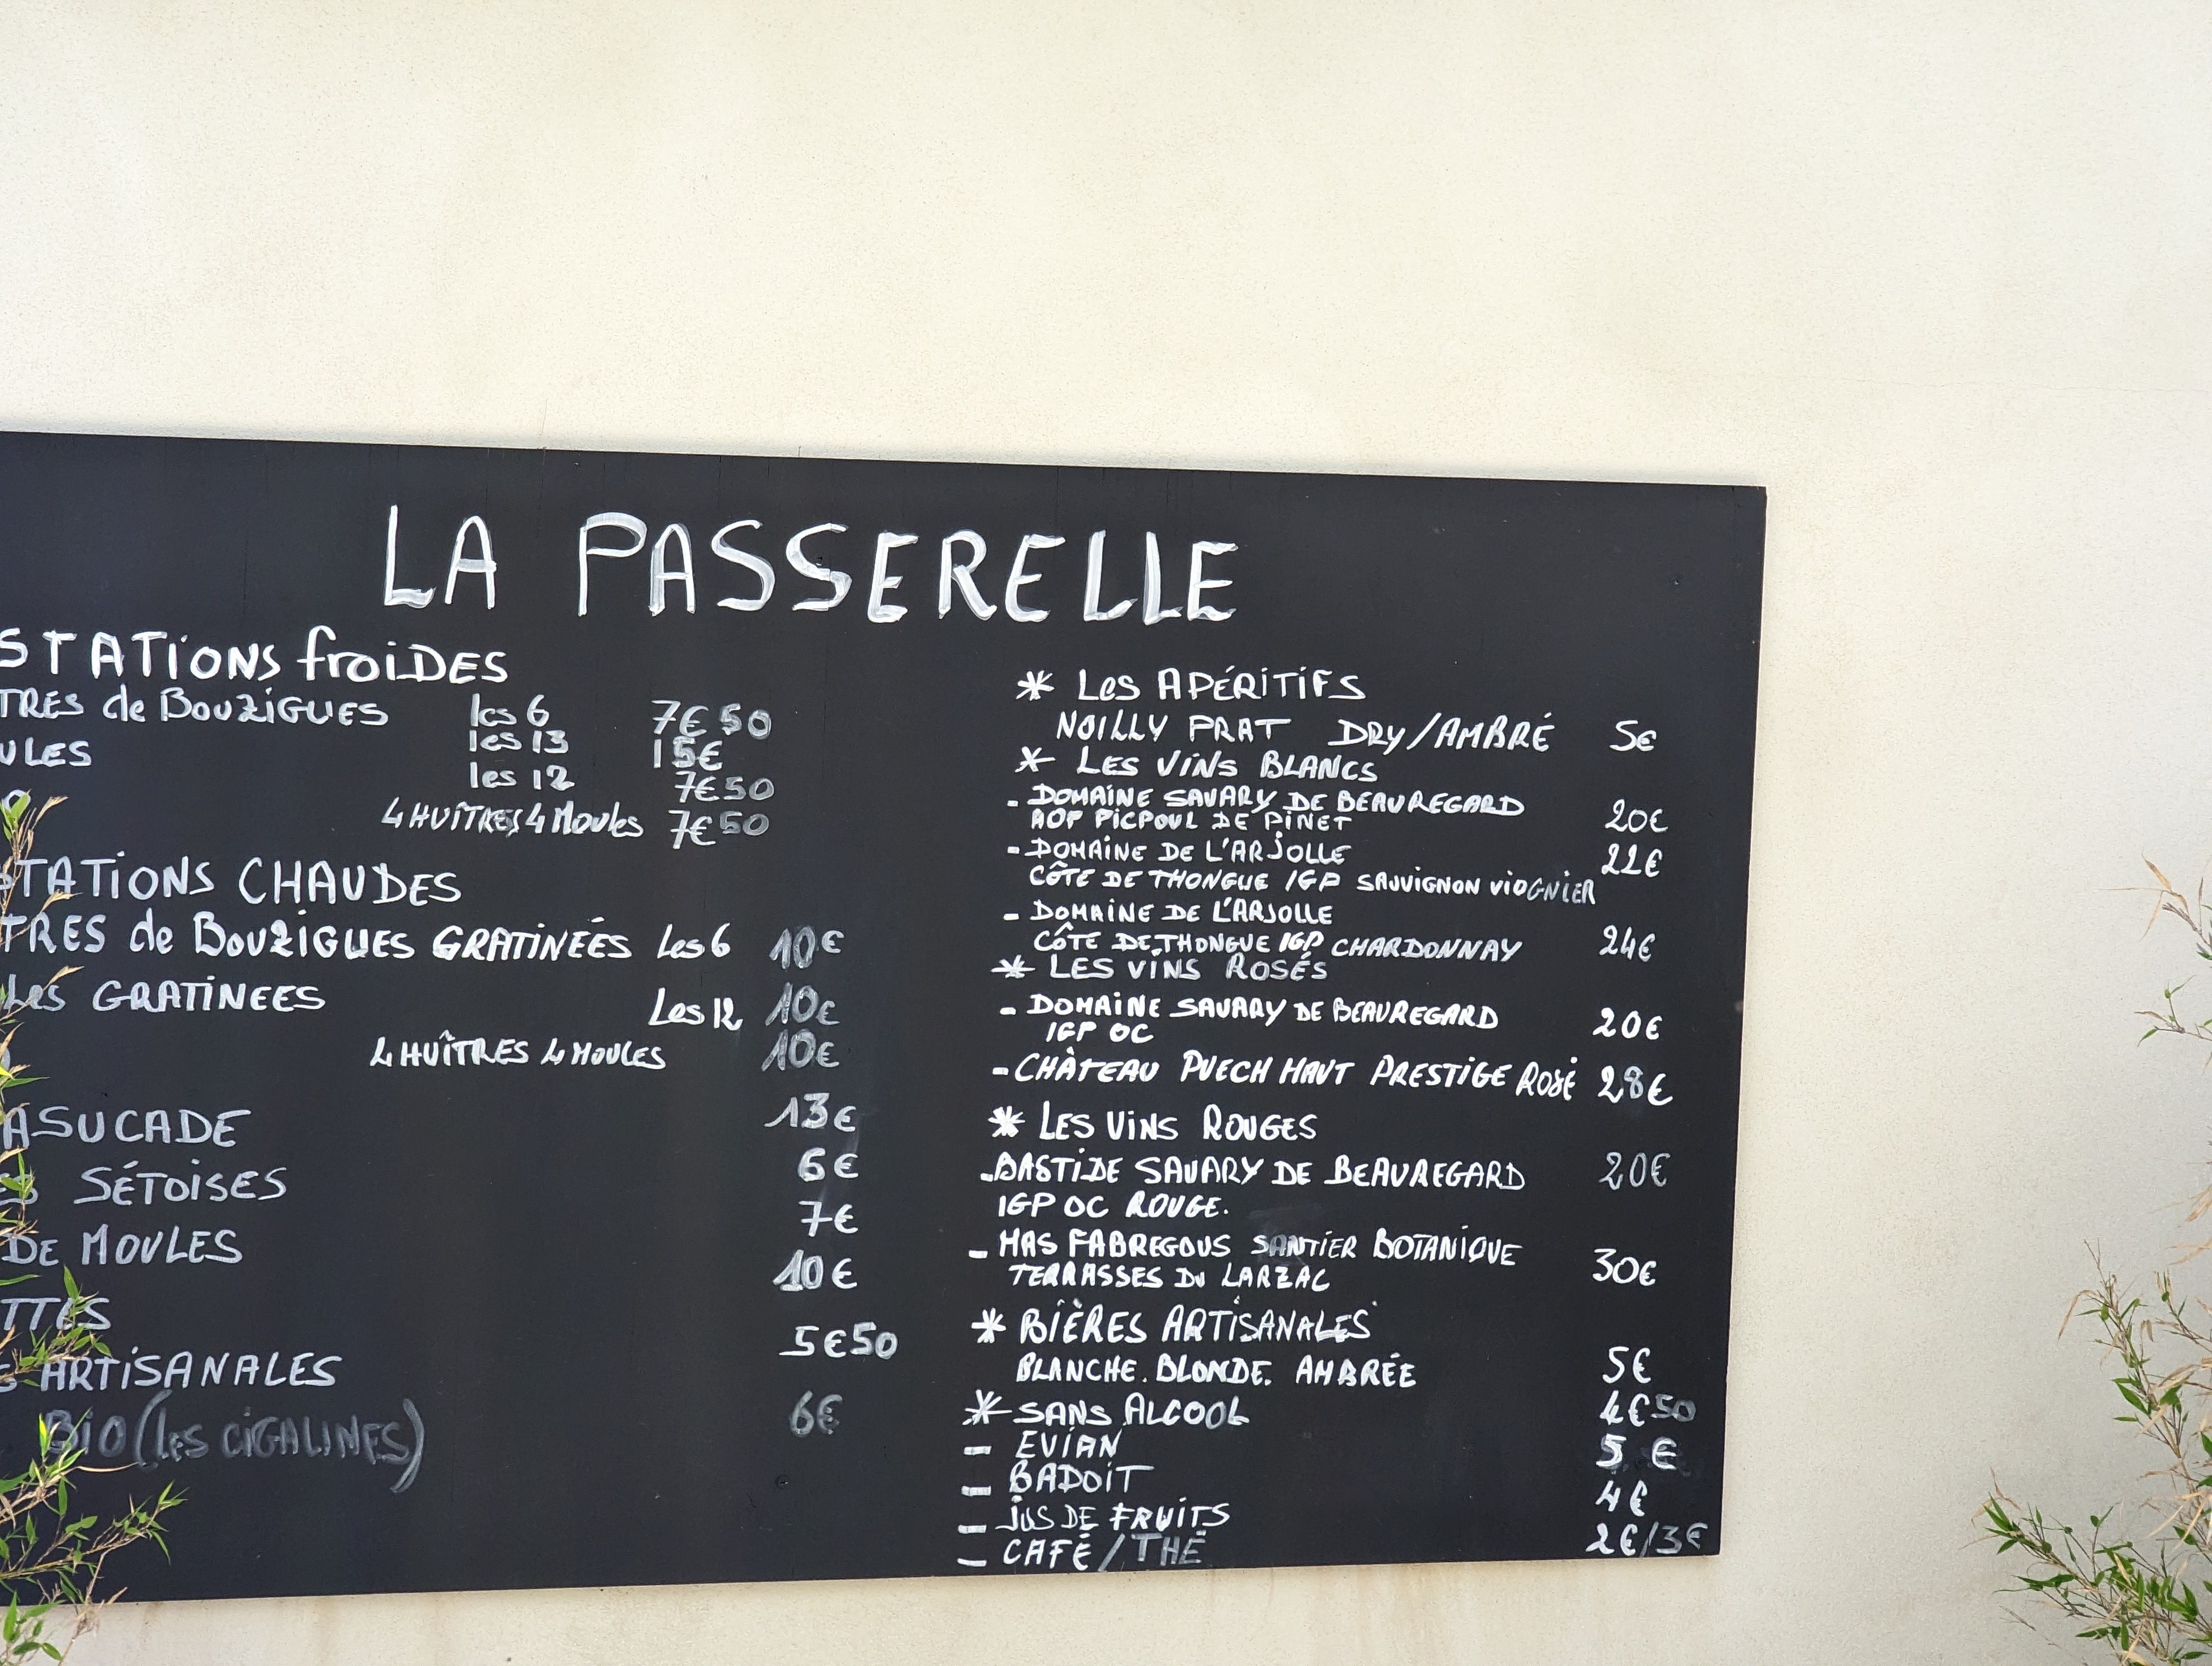 LA PASSERELLE
STATIONS froiDES
TRES de BouziGUES les 6 7€50
les 13 15€
ULES les 12 7€50
4 HUÎTRES 4 Moules 7€50
STATIONS CHAUDES
TRES de BouziGUES GRATINÉES Les 6 10€
Les GRATINEES Les 12 10€
4 HUÎTRES 4 MOULES 10€
ASUCADE 13€
ES SÉTOISES 6€
DE MOULES 7€
TTES 10€
S ARTISANALES 5€50
BIO (LES CIGALINES) 6€
* Les APÉRITIFS
NOILLY PRAT DRY/AMBRÉ 5€
* LES VINS BLANCS
- DOMAINE SAVARY DE BEAUREGARD
AOP PICPOUL DE PINET 20€
- DOMAINE DE L'ARJOLLE 22€
CÔTE DE THONGUE IGP SAUVIGNON VIOGNIER
- DOMAINE DE L'ARJOLLE
CÔTE DE THONGUE IGP CHARDONNAY 24€
* LES VINS ROSÉS
- DOMAINE SAVARY DE BEAUREGARD 20€
IGP OC
- CHÂTEAU PUECH HAUT PRESTIGE ROSÉ 28€
* LES VINS ROUGES
- BASTIDE SAVARY DE BEAUREGARD 20€
IGP OC ROUGE.
- MAS FABREGOUS SANTIER BOTANIQUE 30€
TERRASSES DU LARZAC
* BIÈRES ARTISANALES
BLANCHE. BLONDE. AMBRÉE 5€
* SANS ALCOOL 4€50
- EVIAN 5 €
- BADOIT 4€
- JUS DE FRUITS 2€/3€
- CAFÉ/THÉ